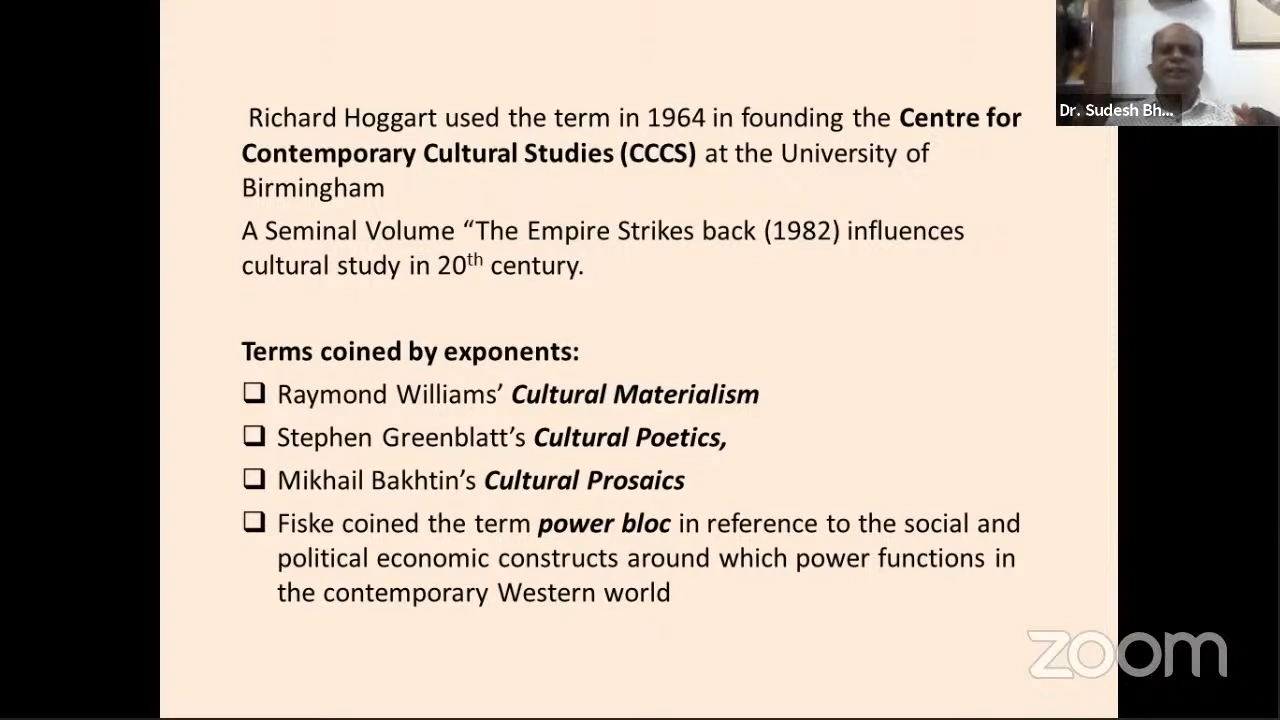 Richard Hoggart used the term in 1964 in founding the Centre for
Contemporary Cultural Studies (CCCS) at the University of
Birmingham
A Seminal Volume “The Empire Strikes back (1982) influences
cultural study in 20th century.
Terms coined by exponents:
❑ Raymond Williams’ Cultural Materialism
❑ Stephen Greenblatt’s Cultural Poetics,
❑ Mikhail Bakhtin’s Cultural Prosaics
❑ Fiske coined the term power bloc in reference to the social and
political economic constructs around which power functions in
the contemporary Western world
Dr. Sudesh Bh...
zoom